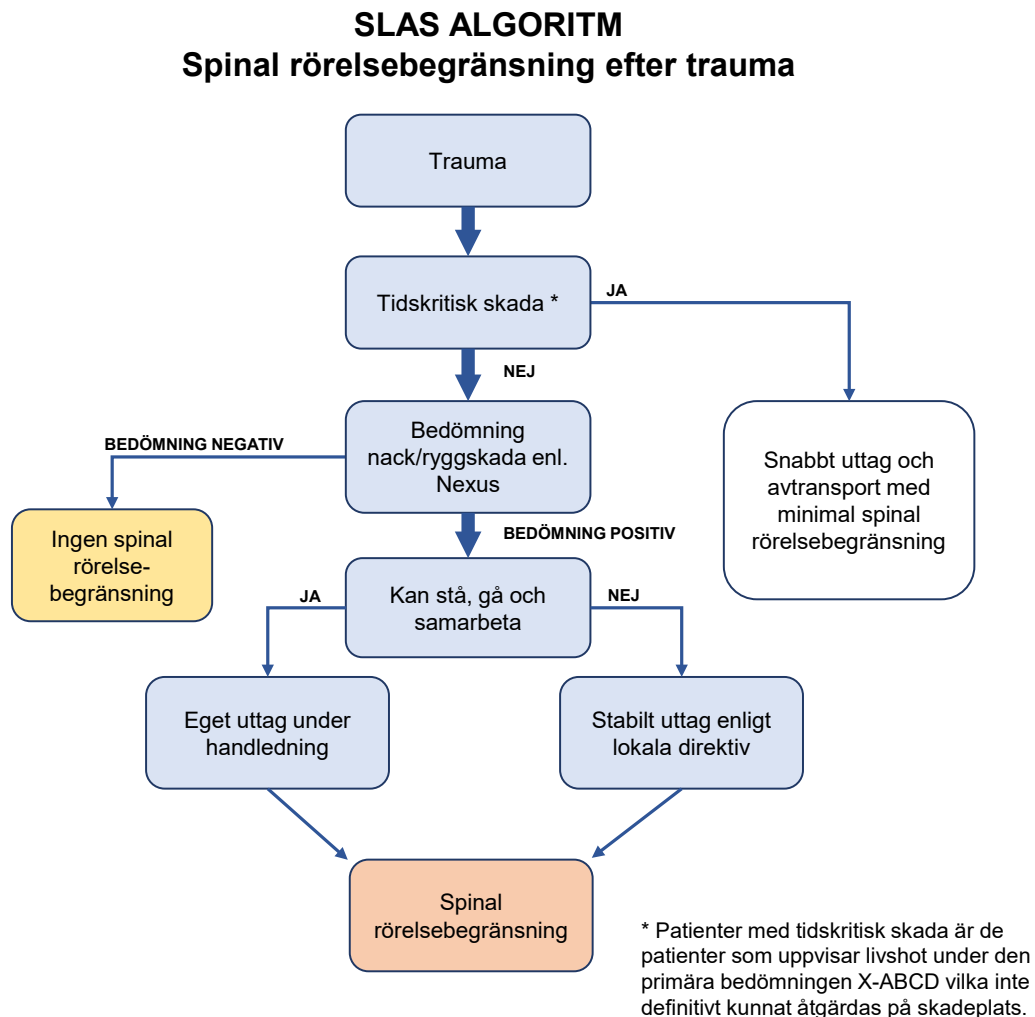 SLAS ALGORITM
Spinal rörelsebegränsning efter trauma
Trauma
Tidskritisk skada *
JA
NEJ
Bedömning
nack/ryggskada enl.
Nexus
BEDÖMNING NEGATIV
Snabbt uttag och
avtransport med
minimal spinal
rörelsebegränsning
Ingen spinal
rörelse-
begränsning
BEDÖMNING POSITIV
Kan stå, gå och
samarbeta
JA
NEJ
Eget uttag under
handledning
Stabilt uttag enligt
lokala direktiv
Spinal
rörelsebegränsning
* Patienter med tidskritisk skada är de
patienter som uppvisar livshot under den
primära bedömningen X-ABCD vilka inte
definitivt kunnat åtgärdas på skadeplats.